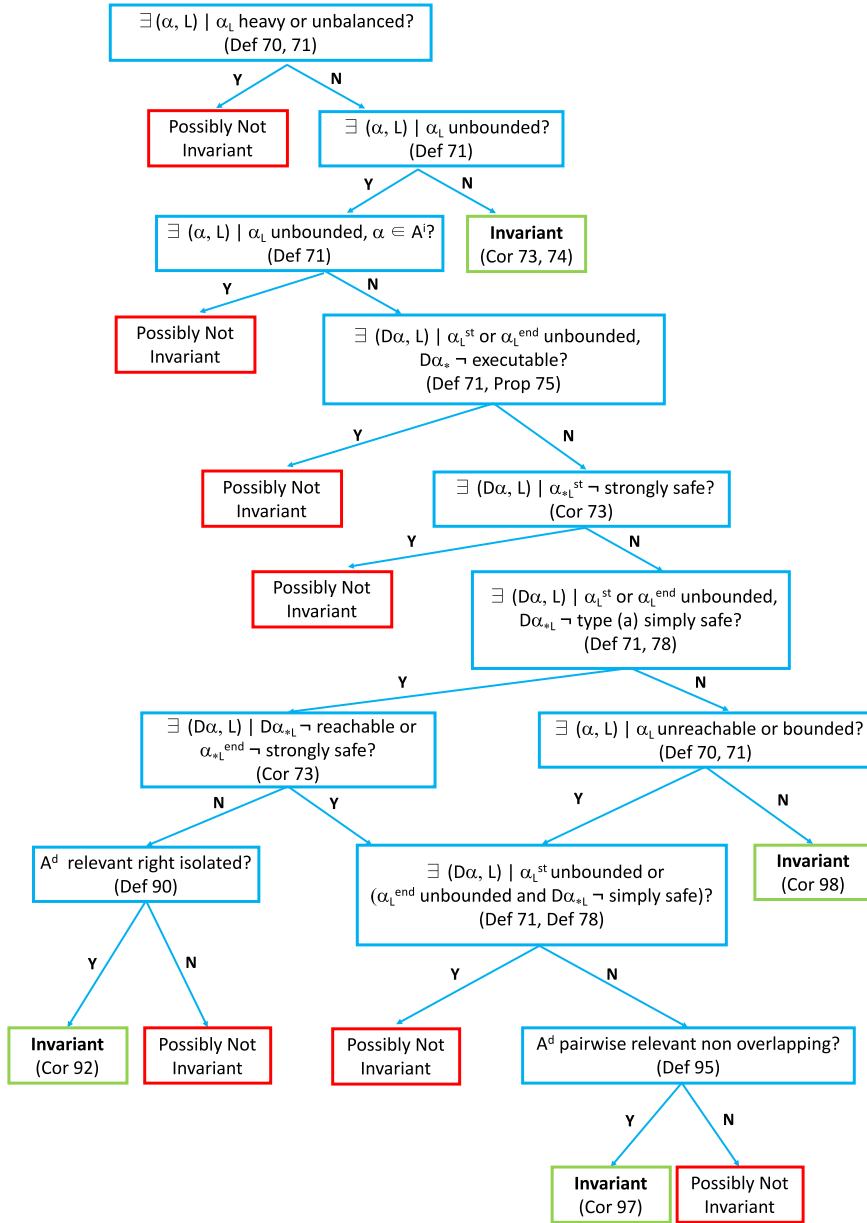 ∃ (α, L) | αL heavy or unbalanced?
(Def 70, 71)
Y
N
Possibly Not
Invariant
∃ (α, L) | αL unbounded?
(Def 71)
Y
N
∃ (α, L) | αL unbounded, α ∈ Aⁱ?
(Def 71)
Invariant
(Cor 73, 74)
Y
N
Possibly Not
Invariant
∃ (Dα, L) | αLst or αLend unbounded,
Dα* ¬ executable?
(Def 71, Prop 75)
Y
N
Possibly Not
Invariant
∃ (Dα, L) | α*Lst ¬ strongly safe?
(Cor 73)
Y
N
Possibly Not
Invariant
∃ (Dα, L) | αLst or αLend unbounded,
Dα*L ¬ type (a) simply safe?
(Def 71, 78)
Y
N
∃ (Dα, L) | Dα*L ¬ reachable or
α*Lend ¬ strongly safe?
(Cor 73)
∃ (α, L) | αL unreachable or bounded?
(Def 70, 71)
N
Y
Y
N
Ad relevant right isolated?
(Def 90)
∃ (Dα, L) | αLst unbounded or
(αLend unbounded and Dα*L ¬ simply safe)?
(Def 71, Def 78)
Invariant
(Cor 98)
Y
N
Y
N
Invariant
(Cor 92)
Possibly Not
Invariant
Possibly Not
Invariant
Ad pairwise relevant non overlapping?
(Def 95)
Y
N
Invariant
(Cor 97)
Possibly Not
Invariant